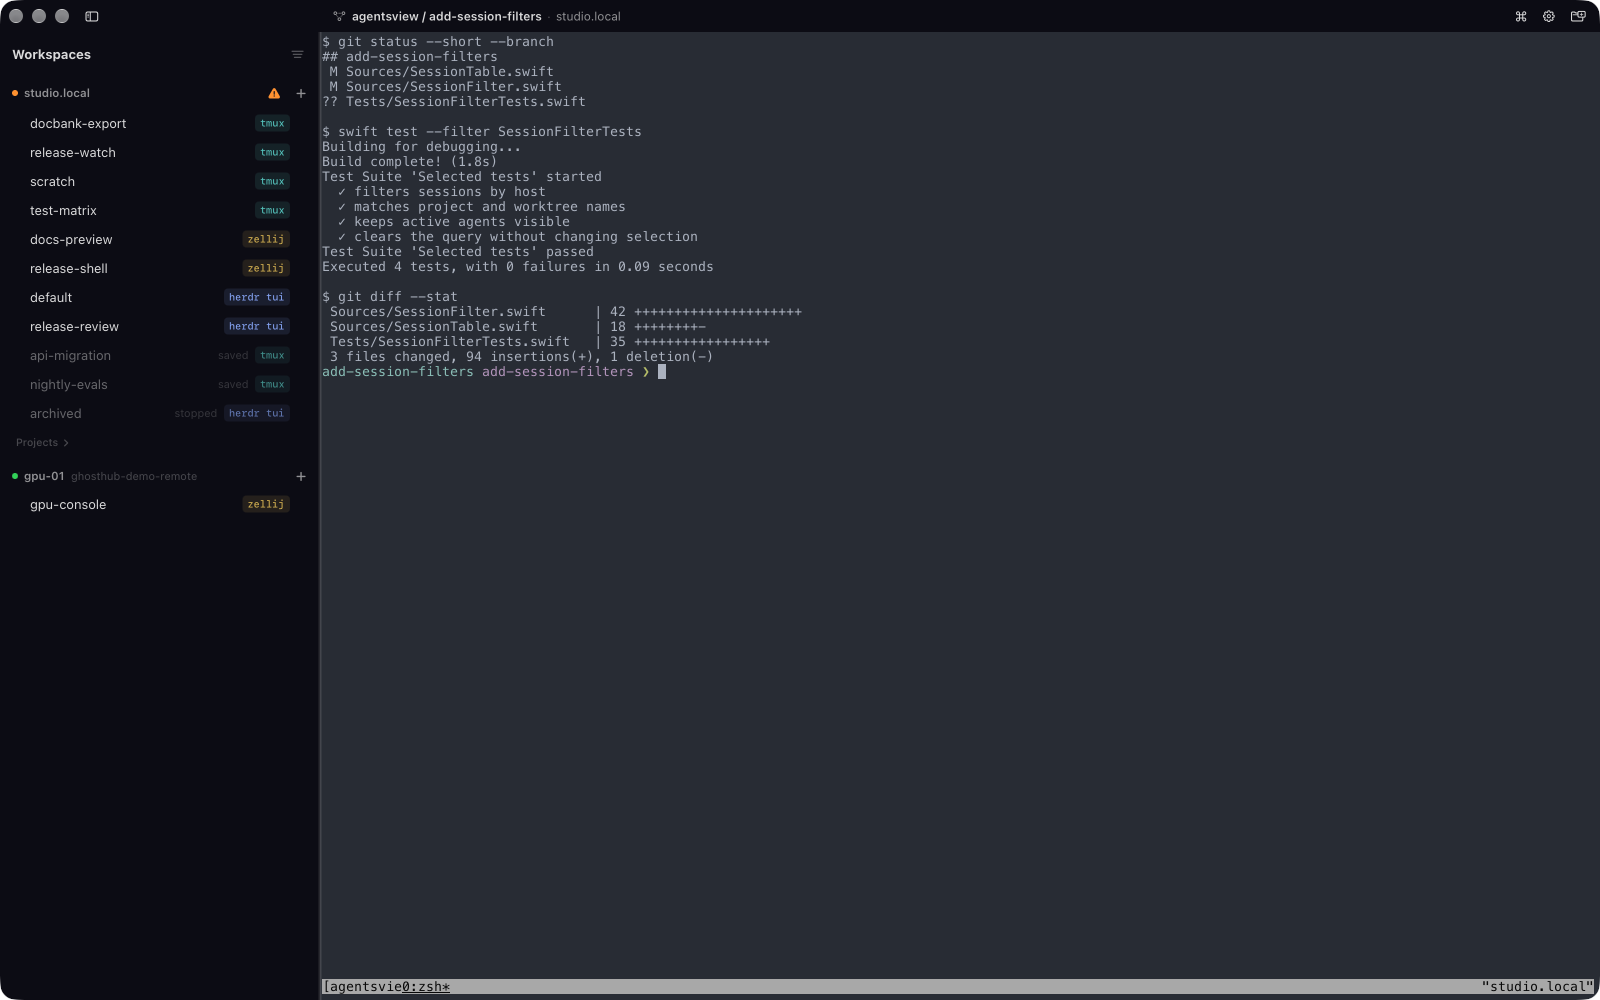 agentsview / add-session-filters · studio.local
Workspaces
studio.local
docbank-export tmux
release-watch tmux
scratch tmux
test-matrix tmux
docs-preview zellij
release-shell zellij
default herdr tui
release-review herdr tui
api-migration saved tmux
nightly-evals saved tmux
archived stopped herdr tui
Projects
gpu-01 ghosthub-demo-remote
gpu-console zellij
$ git status --short --branch
## add-session-filters
 M Sources/SessionTable.swift
 M Sources/SessionFilter.swift
?? Tests/SessionFilterTests.swift
$ swift test --filter SessionFilterTests
Building for debugging...
Build complete! (1.8s)
Test Suite 'Selected tests' started
  ✓ filters sessions by host
  ✓ matches project and worktree names
  ✓ keeps active agents visible
  ✓ clears the query without changing selection
Test Suite 'Selected tests' passed
Executed 4 tests, with 0 failures in 0.09 seconds
$ git diff --stat
 Sources/SessionFilter.swift      | 42 +++++++++++++++++++++
 Sources/SessionTable.swift       | 18 ++++++++-
 Tests/SessionFilterTests.swift   | 35 +++++++++++++++++
 3 files changed, 94 insertions(+), 1 deletion(-)
add-session-filters add-session-filters ❯
[agentsvie0:zsh* "studio.local"